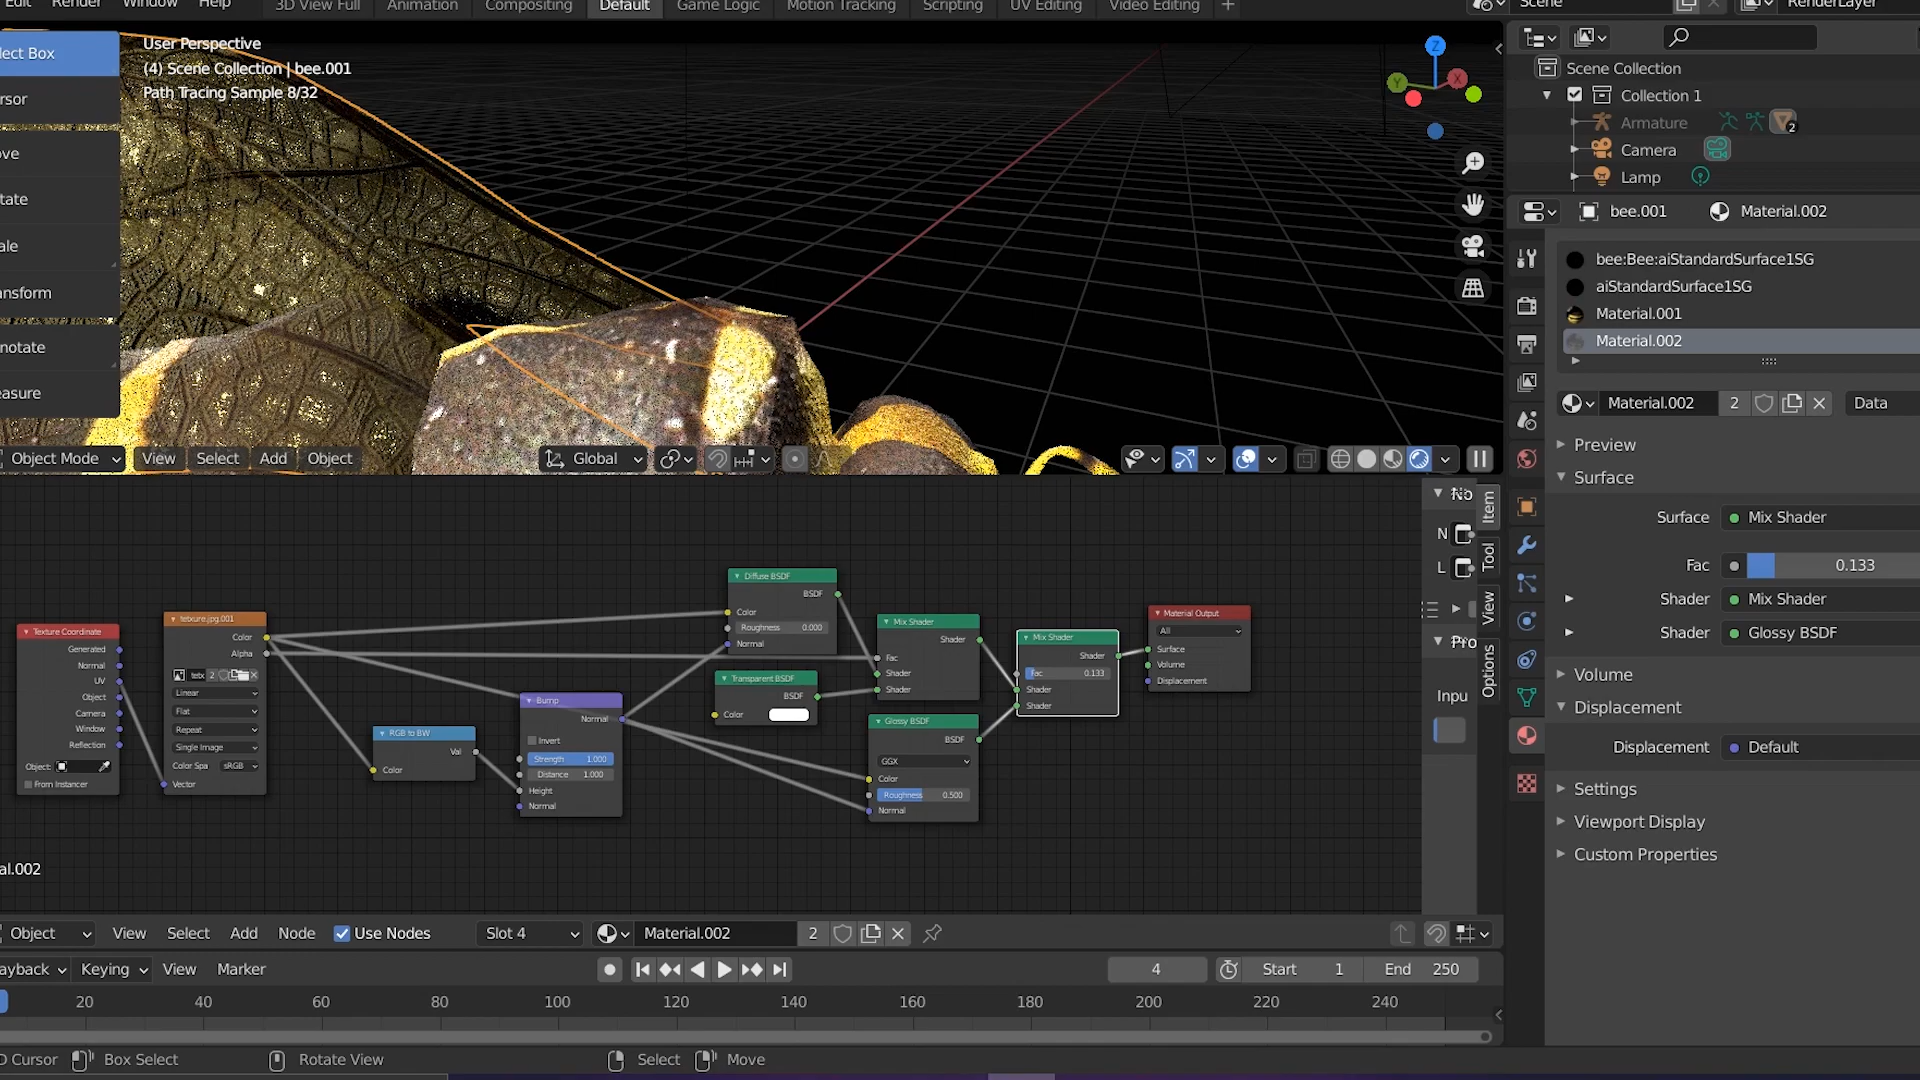 Edit Render Window Help 3D View Full Animation Compositing Default Game Logic Motion Tracking Scripting UV Editing Video Editing + Scene RenderLayer
lect Box
rsor
ove
tate
ale
ansform
notate
easure
User Perspective
(4) Scene Collection | bee.001
Path Tracing Sample 8/32
Z
Y
X
Object Mode View Select Add Object Global
Scene Collection
Collection 1
Armature 2
Camera
Lamp
bee.001 Material.002
bee:Bee:aiStandardSurface1SG
aiStandardSurface1SG
Material.001
Material.002
Material.002 2 Data
Preview
Surface
Surface Mix Shader
Fac 0.133
Shader Mix Shader
Shader Glossy BSDF
Volume
Displacement
Displacement Default
Settings
Viewport Display
Custom Properties
Texture Coordinate
Generated
Normal
UV
Object
Camera
Window
Reflection
Object:
From Instancer
tetxure.jpg.001
Color
Alpha
tetx 2
Linear
Flat
Repeat
Single Image
Color Spa sRGB
Vector
RGB to BW
Val
Color
Bump
Normal
Invert
Strength 1.000
Distance 1.000
Height
Normal
Diffuse BSDF
BSDF
Color
Roughness 0.000
Normal
Transparent BSDF
BSDF
Color
Mix Shader
Shader
Fac
Shader
Shader
Glossy BSDF
BSDF
GGX
Color
Roughness 0.500
Normal
Mix Shader
Shader
Fac 0.133
Shader
Shader
Material Output
All
Surface
Volume
Displacement
No
N
L
Pro
Inpu
Item
Tool
View
Options
al.002
Object View Select Add Node Use Nodes Slot 4 Material.002 2
ayback Keying View Marker 4 Start 1 End 250
20 40 60 80 100 120 140 160 180 200 220 240
D Cursor Box Select Rotate View Select Move